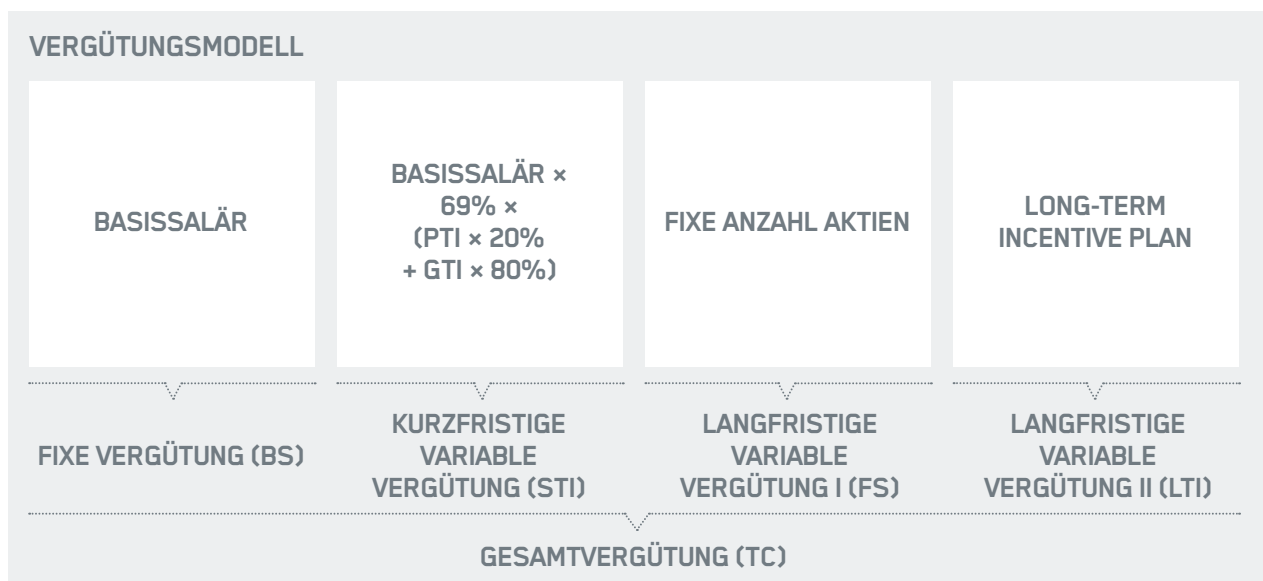 VERGÜTUNGSMODELL
BASISSALÄR
BASISSALÄR ×
69% ×
(PTI × 20%
+ GTI × 80%)
FIXE ANZAHL AKTIEN
LONG-TERM
INCENTIVE PLAN
FIXE VERGÜTUNG (BS)
KURZFRISTIGE
VARIABLE
VERGÜTUNG (STI)
LANGFRISTIGE
VARIABLE
VERGÜTUNG I (FS)
LANGFRISTIGE
VARIABLE
VERGÜTUNG II (LTI)
GESAMTVERGÜTUNG (TC)